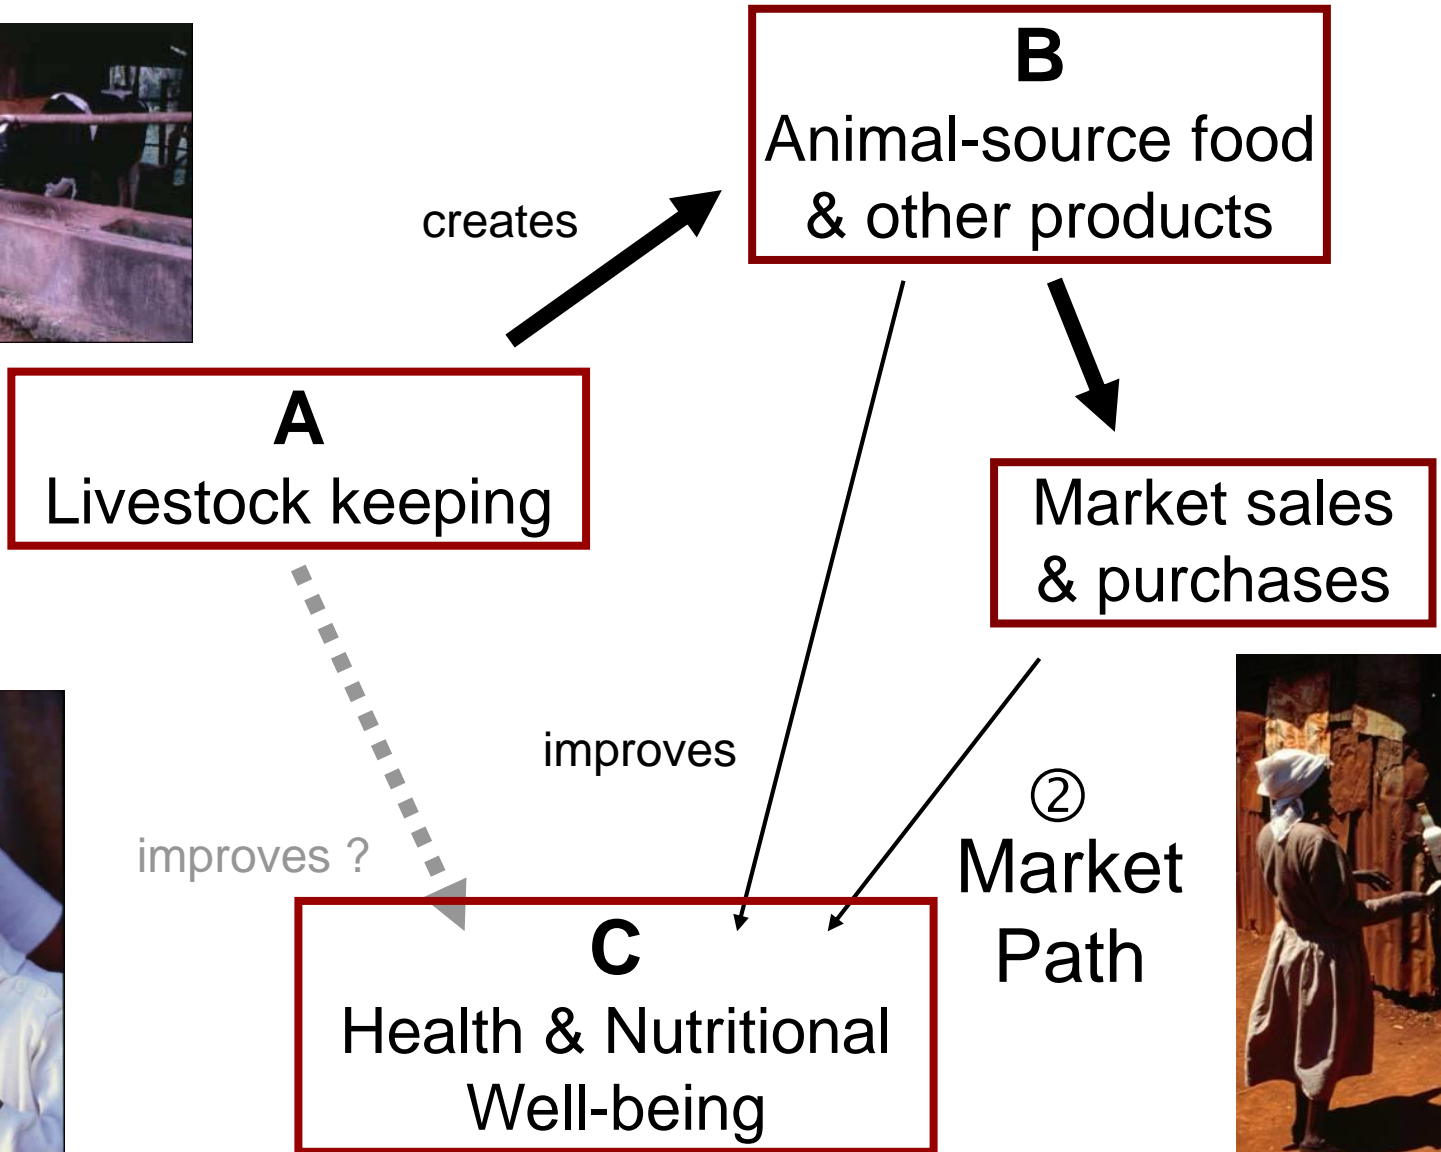 B
Animal-source food
& other products
creates
A
Livestock keeping
Market sales
& purchases
improves
improves ?
②
Market
Path
C
Health & Nutritional
Well-being